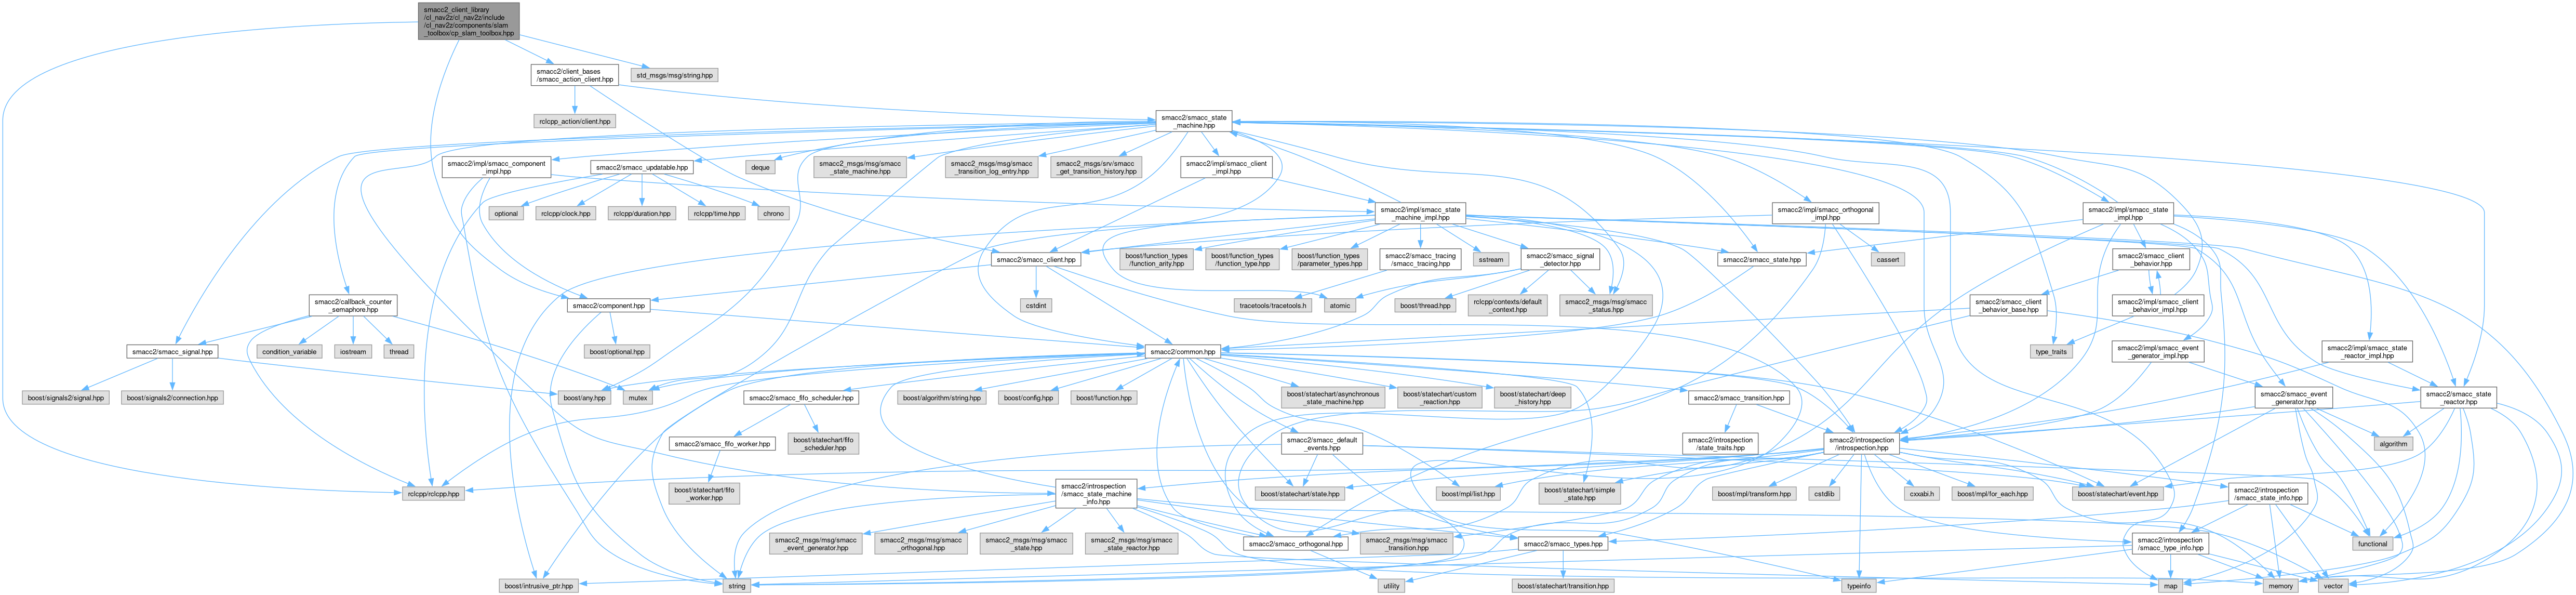 smacc2_client_library
/cl_nav2z/cl_nav2z/include
/cl_nav2z/components/slam
_toolbox/cp_slam_toolbox.hpp
smacc2/client_bases
/smacc_action_client.hpp
std_msgs/msg/string.hpp
rclcpp_action/client.hpp
smacc2/smacc_state
_machine.hpp
smacc2/impl/smacc_component
_impl.hpp
smacc2/smacc_updatable.hpp
deque
smacc2_msgs/msg/smacc
_state_machine.hpp
smacc2_msgs/msg/smacc
_transition_log_entry.hpp
smacc2_msgs/srv/smacc
_get_transition_history.hpp
smacc2/impl/smacc_client
_impl.hpp
optional
rclcpp/clock.hpp
rclcpp/duration.hpp
rclcpp/time.hpp
chrono
smacc2/impl/smacc_state
_machine_impl.hpp
smacc2/impl/smacc_orthogonal
_impl.hpp
smacc2/impl/smacc_state
_impl.hpp
smacc2/smacc_client.hpp
boost/function_types
/function_arity.hpp
boost/function_types
/function_type.hpp
boost/function_types
/parameter_types.hpp
smacc2/smacc_tracing
/smacc_tracing.hpp
sstream
smacc2/smacc_signal
_detector.hpp
smacc2/smacc_state.hpp
cassert
smacc2/smacc_client
_behavior.hpp
smacc2/callback_counter
_semaphore.hpp
smacc2/component.hpp
cstdint
tracetools/tracetools.h
atomic
boost/thread.hpp
rclcpp/contexts/default
_context.hpp
smacc2_msgs/msg/smacc
_status.hpp
smacc2/smacc_client
_behavior_base.hpp
smacc2/impl/smacc_client
_behavior_impl.hpp
smacc2/smacc_signal.hpp
condition_variable
iostream
thread
boost/optional.hpp
smacc2/common.hpp
type_traits
smacc2/impl/smacc_event
_generator_impl.hpp
smacc2/impl/smacc_state
_reactor_impl.hpp
boost/signals2/signal.hpp
boost/signals2/connection.hpp
boost/any.hpp
mutex
smacc2/smacc_fifo_scheduler.hpp
boost/algorithm/string.hpp
boost/config.hpp
boost/function.hpp
boost/statechart/asynchronous
_state_machine.hpp
boost/statechart/custom
_reaction.hpp
boost/statechart/deep
_history.hpp
smacc2/smacc_transition.hpp
smacc2/smacc_event
_generator.hpp
smacc2/smacc_state
_reactor.hpp
smacc2/smacc_fifo_worker.hpp
boost/statechart/fifo
_scheduler.hpp
smacc2/smacc_default
_events.hpp
smacc2/introspection
/state_traits.hpp
smacc2/introspection
/introspection.hpp
algorithm
rclcpp/rclcpp.hpp
boost/statechart/fifo
_worker.hpp
smacc2/introspection
/smacc_state_machine
_info.hpp
boost/statechart/state.hpp
boost/mpl/list.hpp
boost/statechart/simple
_state.hpp
boost/mpl/transform.hpp
cstdlib
cxxabi.h
boost/mpl/for_each.hpp
boost/statechart/event.hpp
smacc2/introspection
/smacc_state_info.hpp
smacc2_msgs/msg/smacc
_event_generator.hpp
smacc2_msgs/msg/smacc
_orthogonal.hpp
smacc2_msgs/msg/smacc
_state.hpp
smacc2_msgs/msg/smacc
_state_reactor.hpp
smacc2/smacc_orthogonal.hpp
smacc2_msgs/msg/smacc
_transition.hpp
smacc2/smacc_types.hpp
smacc2/introspection
/smacc_type_info.hpp
functional
boost/intrusive_ptr.hpp
string
utility
boost/statechart/transition.hpp
typeinfo
map
memory
vector